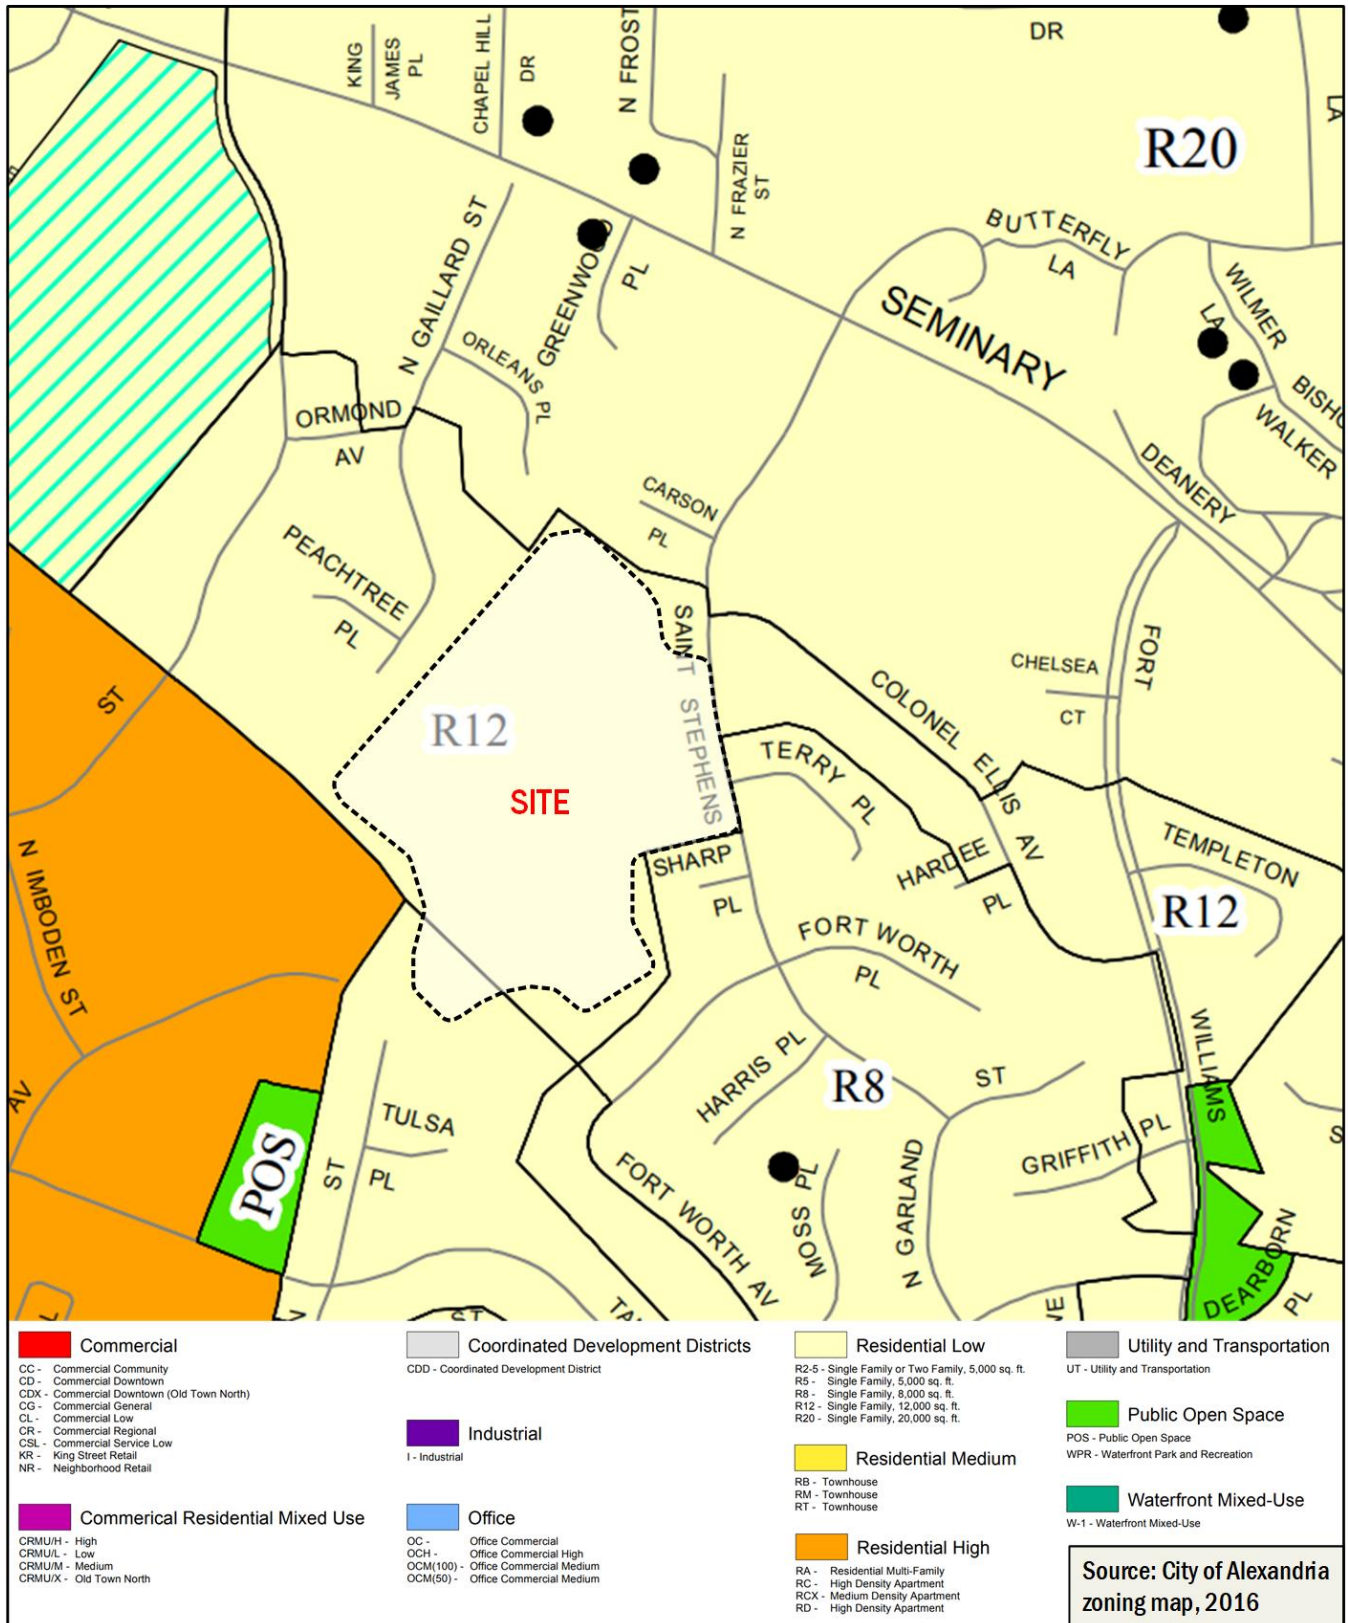 KING
JAMES
PL
CHAPEL HILL
DR
N FROST
N FRAZIER
ST
DR
LA
R20
N GAILLARD ST
GREENWOOD
PL
BUTTERFLY
LA
WILMER
LA
SEMINARY
ORLEANS PL
ORMOND
AV
WALKER
DEANERY
CARSON
PL
PEACHTREE
PL
SAINT STEPHENS
FORT
CHELSEA
CT
COLONEL ELLIS AV
ST
R12
SITE
TERRY PL
TEMPLETON
SHARP
PL
HARDEE
PL
N IMBODEN ST
R12
FORT WORTH
PL
WILLIAMS
HARRIS PL
R8
ST
AV
TULSA
PL
POS
ST
GRIFFITH PL
FORT WORTH AV
MOSS PL
N GARLAND
DEARBORN
PL
ST
Commercial
CC - Commercial Community
CD - Commercial Downtown
CDX - Commercial Downtown (Old Town North)
CG - Commercial General
CL - Commercial Low
CR - Commercial Regional
CSL - Commercial Service Low
KR - King Street Retail
NR - Neighborhood Retail
Commerical Residential Mixed Use
CRMU/H - High
CRMU/L - Low
CRMU/M - Medium
CRMU/X - Old Town North
Coordinated Development Districts
CDD - Coordinated Development District
Industrial
I - Industrial
Office
OC - Office Commercial
OCH - Office Commercial High
OCM(100) - Office Commercial Medium
OCM(50) - Office Commercial Medium
Residential Low
R2-5 - Single Family or Two Family, 5,000 sq. ft.
R5 - Single Family, 5,000 sq. ft.
R8 - Single Family, 8,000 sq. ft.
R12 - Single Family, 12,000 sq. ft.
R20 - Single Family, 20,000 sq. ft.
Residential Medium
RB - Townhouse
RM - Townhouse
RT - Townhouse
Residential High
RA - Residential Multi-Family
RC - High Density Apartment
RCX - Medium Density Apartment
RD - High Density Apartment
Utility and Transportation
UT - Utility and Transportation
Public Open Space
POS - Public Open Space
WPR - Waterfront Park and Recreation
Waterfront Mixed-Use
W-1 - Waterfront Mixed-Use
Source: City of Alexandria
zoning map, 2016